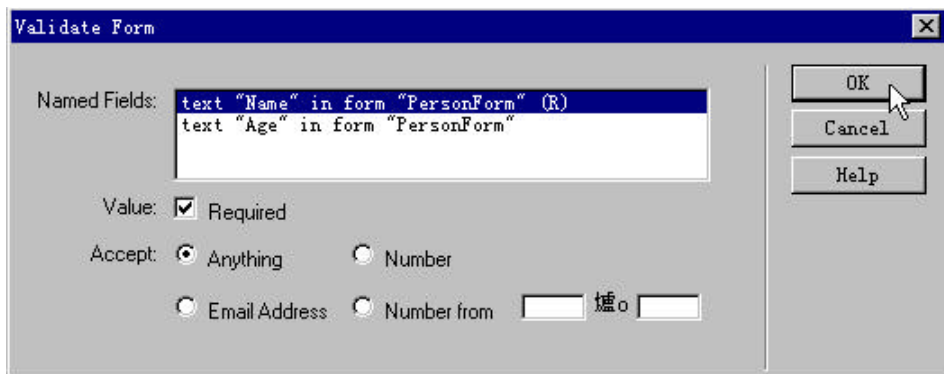 Validate Form
Named Fields:
text "Name" in form "PersonForm" (R)
text "Age" in form "PersonForm"
Value: Required
Accept: Anything Number
Email Address Number from 爐o
OK
Cancel
Help